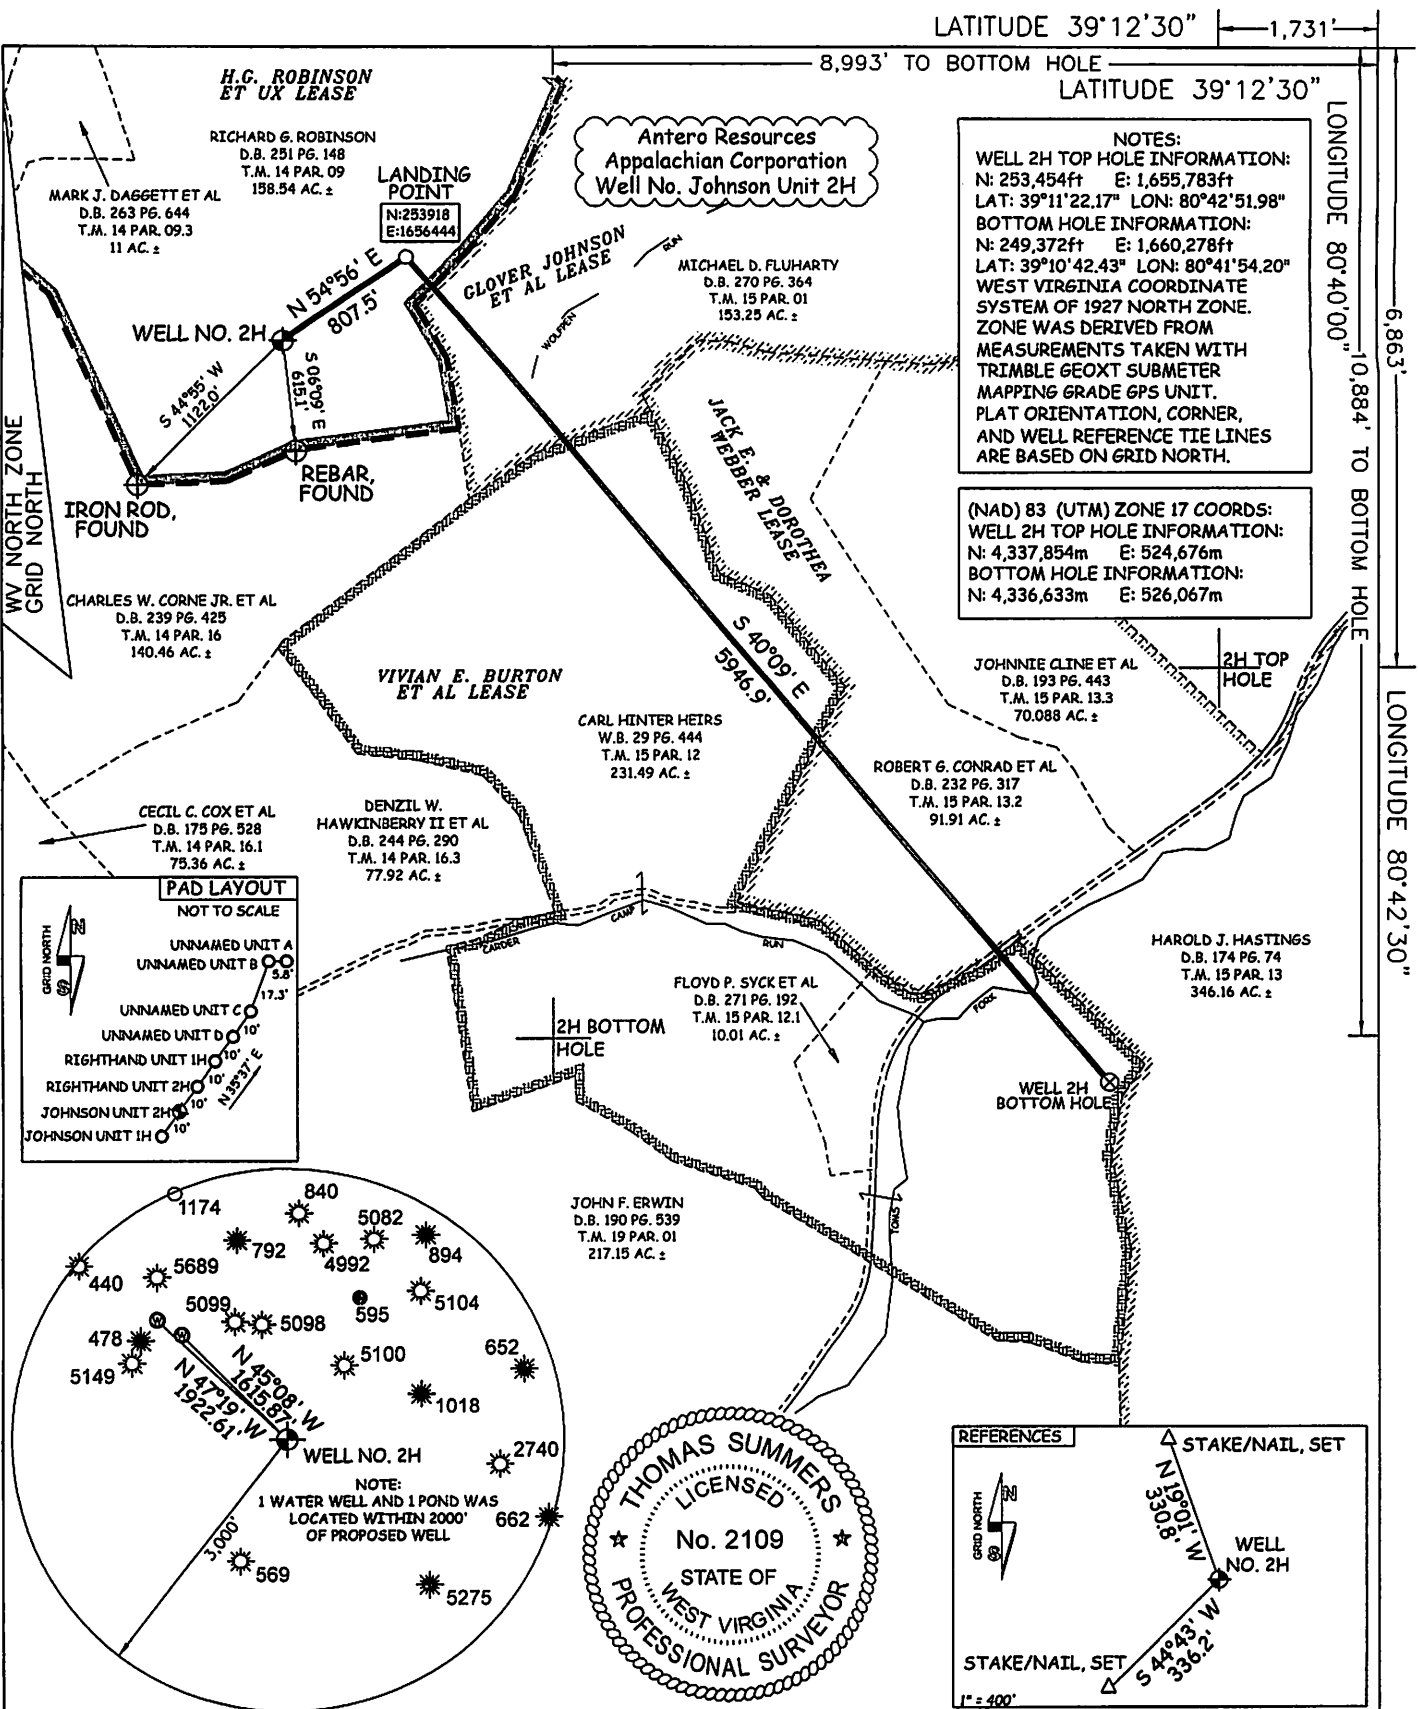 LATITUDE 39°12'30"
1,731'
8,993' TO BOTTOM HOLE
LATITUDE 39°12'30"
H.G. ROBINSON
ET UX LEASE
RICHARD G. ROBINSON
D.B. 251 PG. 148
T.M. 14 PAR. 09
158.54 AC. ±
MARK J. DAGGETT ET AL
D.B. 263 PG. 644
T.M. 14 PAR. 09.3
11 AC. ±
LANDING
POINT
N:253918
E:1656444
Antero Resources
Appalachian Corporation
Well No. Johnson Unit 2H
NOTES:
WELL 2H TOP HOLE INFORMATION:
N: 253,454ft E: 1,655,783ft
LAT: 39°11'22.17" LON: 80°42'51.98"
BOTTOM HOLE INFORMATION:
N: 249,372ft E: 1,660,278ft
LAT: 39°10'42.43" LON: 80°41'54.20"
WEST VIRGINIA COORDINATE
SYSTEM OF 1927 NORTH ZONE.
ZONE WAS DERIVED FROM
MEASUREMENTS TAKEN WITH
TRIMBLE GEOXT SUBMETER
MAPPING GRADE GPS UNIT.
PLAT ORIENTATION, CORNER,
AND WELL REFERENCE TIE LINES
ARE BASED ON GRID NORTH.
LONGITUDE 80°40'00"
10,884' TO BOTTOM HOLE
6,863'
LONGITUDE 80°42'30"
(NAD) 83 (UTM) ZONE 17 COORDS:
WELL 2H TOP HOLE INFORMATION:
N: 4,337,854m E: 524,676m
BOTTOM HOLE INFORMATION:
N: 4,336,633m E: 526,067m
GLOVER JOHNSON
ET AL LEASE
WOLFPEN
RUN
MICHAEL D. FLUHARTY
D.B. 270 PG. 364
T.M. 15 PAR. 01
153.25 AC. ±
N 54°56' E
807.5'
WELL NO. 2H
S 44°55' W
1122.0'
S 06°09' E
615.1'
REBAR,
FOUND
IRON ROD,
FOUND
WV NORTH ZONE
GRID NORTH
JACK E. & DOROTHEA
WEBBER LEASE
CHARLES W. CORNE JR. ET AL
D.B. 239 PG. 425
T.M. 14 PAR. 16
140.46 AC. ±
VIVIAN E. BURTON
ET AL LEASE
S 40°09' E
5946.9'
CARL HINTER HEIRS
W.B. 29 PG. 444
T.M. 15 PAR. 12
231.49 AC. ±
JOHNNIE CLINE ET AL
D.B. 193 PG. 443
T.M. 15 PAR. 13.3
70.088 AC. ±
2H TOP
HOLE
ROBERT G. CONRAD ET AL
D.B. 232 PG. 317
T.M. 15 PAR. 13.2
91.91 AC. ±
CECIL C. COX ET AL
D.B. 175 PG. 528
T.M. 14 PAR. 16.1
75.36 AC. ±
DENZIL W.
HAWKINBERRY II ET AL
D.B. 244 PG. 290
T.M. 14 PAR. 16.3
77.92 AC. ±
CARDER
CAMP
RUN
HAROLD J. HASTINGS
D.B. 174 PG. 74
T.M. 15 PAR. 13
346.16 AC. ±
FLOYD P. SYCK ET AL
D.B. 271 PG. 192
T.M. 15 PAR. 12.1
10.01 AC. ±
FORK
TOMS
2H BOTTOM
HOLE
WELL 2H
BOTTOM HOLE
JOHN F. ERWIN
D.B. 190 PG. 539
T.M. 19 PAR. 01
217.15 AC. ±
PAD LAYOUT
NOT TO SCALE
GRID NORTH
N
S
UNNAMED UNIT A
UNNAMED UNIT B
5.8'
17.3'
UNNAMED UNIT C
10'
UNNAMED UNIT D
10'
RIGHTHAND UNIT 1H
10'
RIGHTHAND UNIT 2H
10'
JOHNSON UNIT 2H
10'
JOHNSON UNIT 1H
N 35°37' E
1174
840
792
5082
894
4992
440
5689
5099
5098
595
5104
478
5149
5100
652
1018
W
W
N 45°08' W
1615.87'
N 47°19' W
1922.61'
WELL NO. 2H
2740
NOTE:
1 WATER WELL AND 1 POND WAS
LOCATED WITHIN 2000'
OF PROPOSED WELL
662
3,000'
569
5275
THOMAS SUMMERS
LICENSED
No. 2109
STATE OF
WEST VIRGINIA
PROFESSIONAL SURVEYOR
REFERENCES
STAKE/NAIL, SET
GRID NORTH
N
S
N 19°01' W
330.8'
WELL
NO. 2H
S 44°43' W
336.2'
STAKE/NAIL, SET
1" = 400'